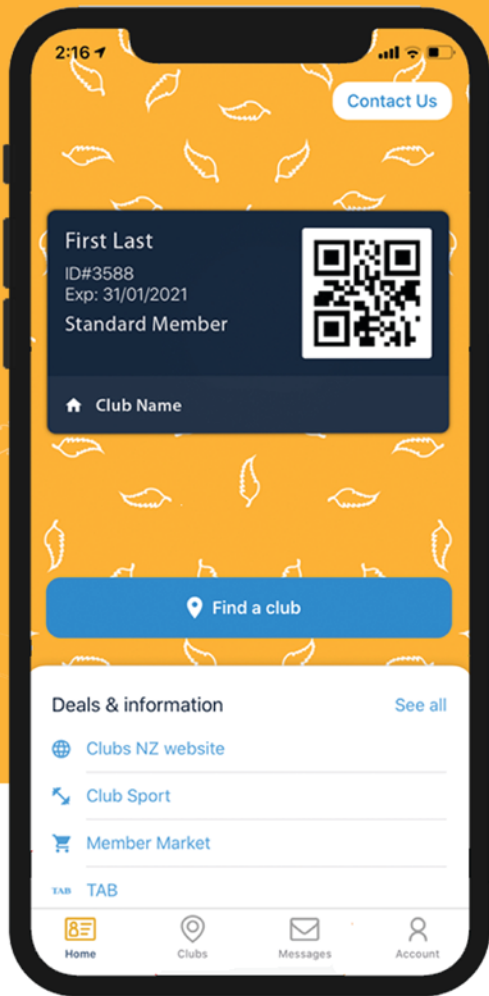 2:16
Contact Us
First Last
ID#3588
Exp: 31/01/2021
Standard Member
Club Name
Find a club
Deals & information
See all
Clubs NZ website
Club Sport
Member Market
TAB TAB
Home
Clubs
Messages
Account